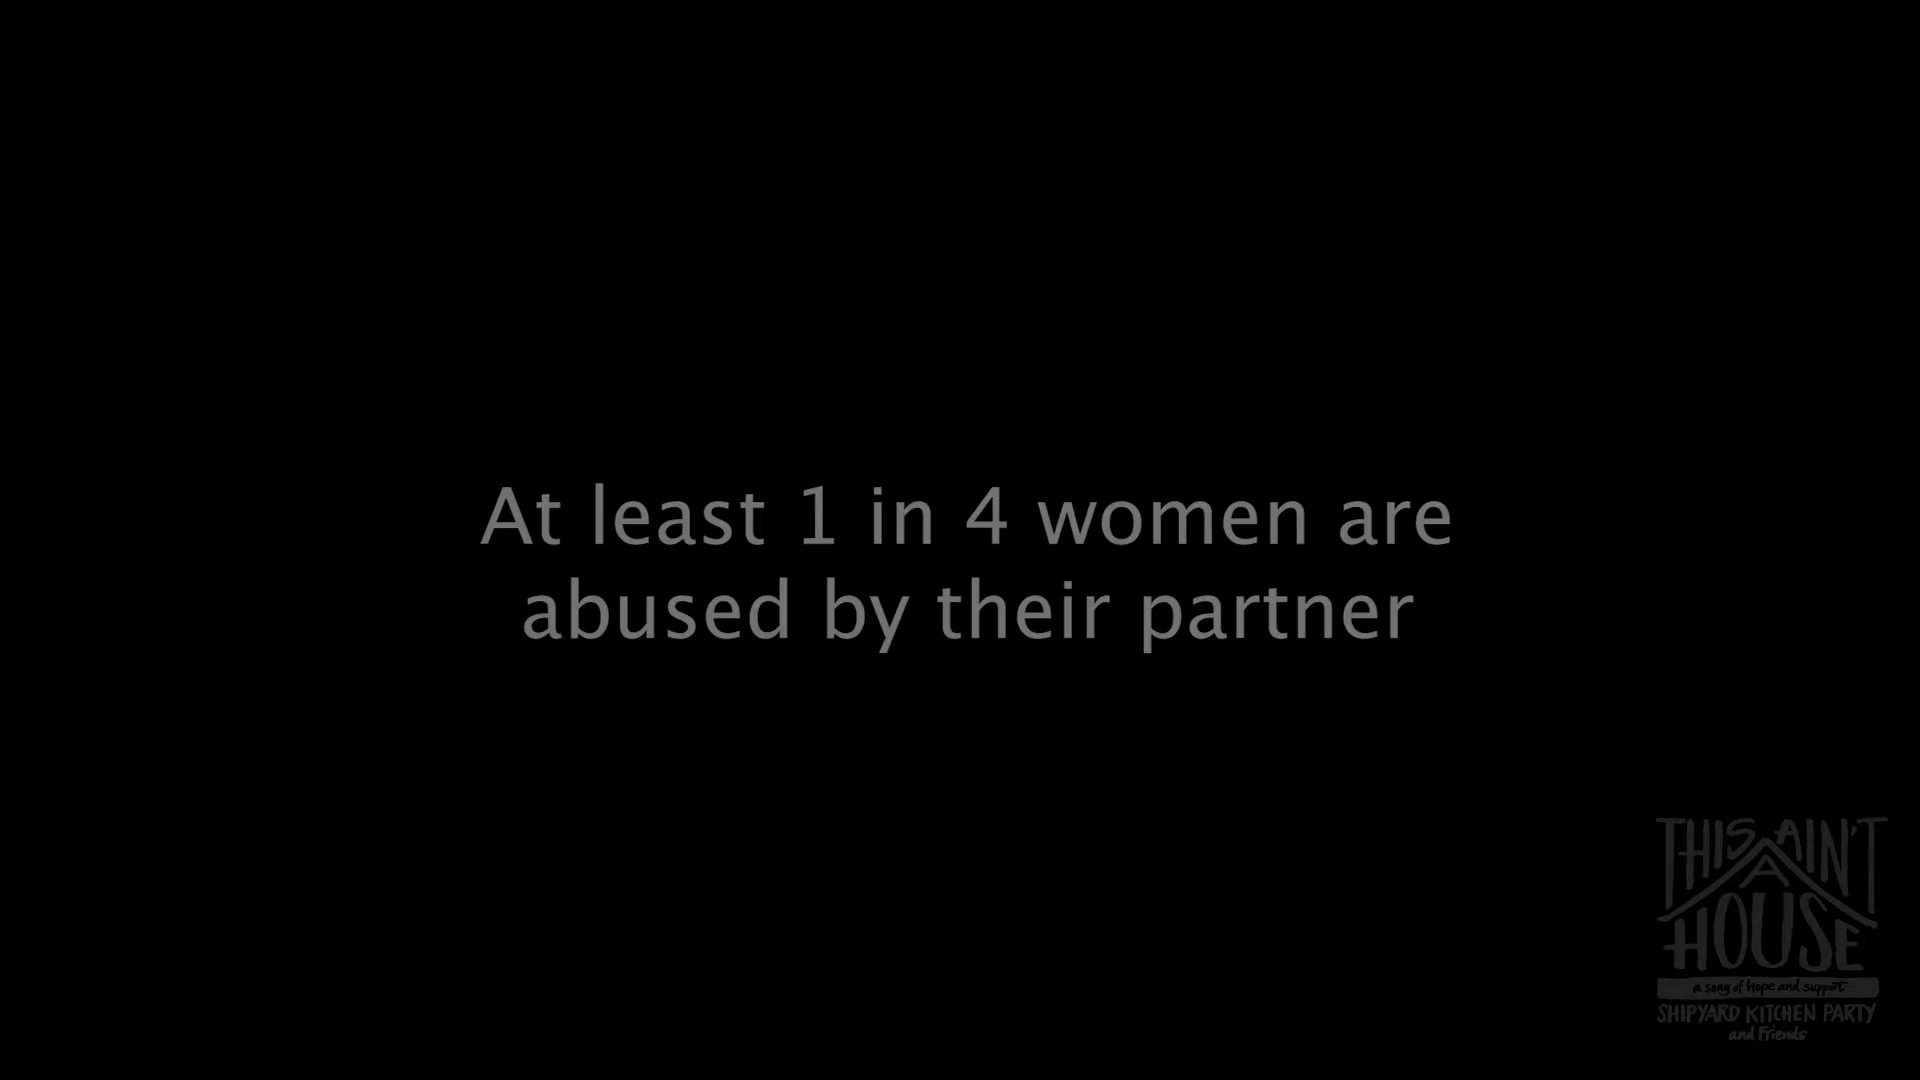 At least 1 in 4 women are
abused by their partner
THIS AIN'T
A
HOUSE
a song of hope and support
SHIPYARD KITCHEN PARTY
and Friends